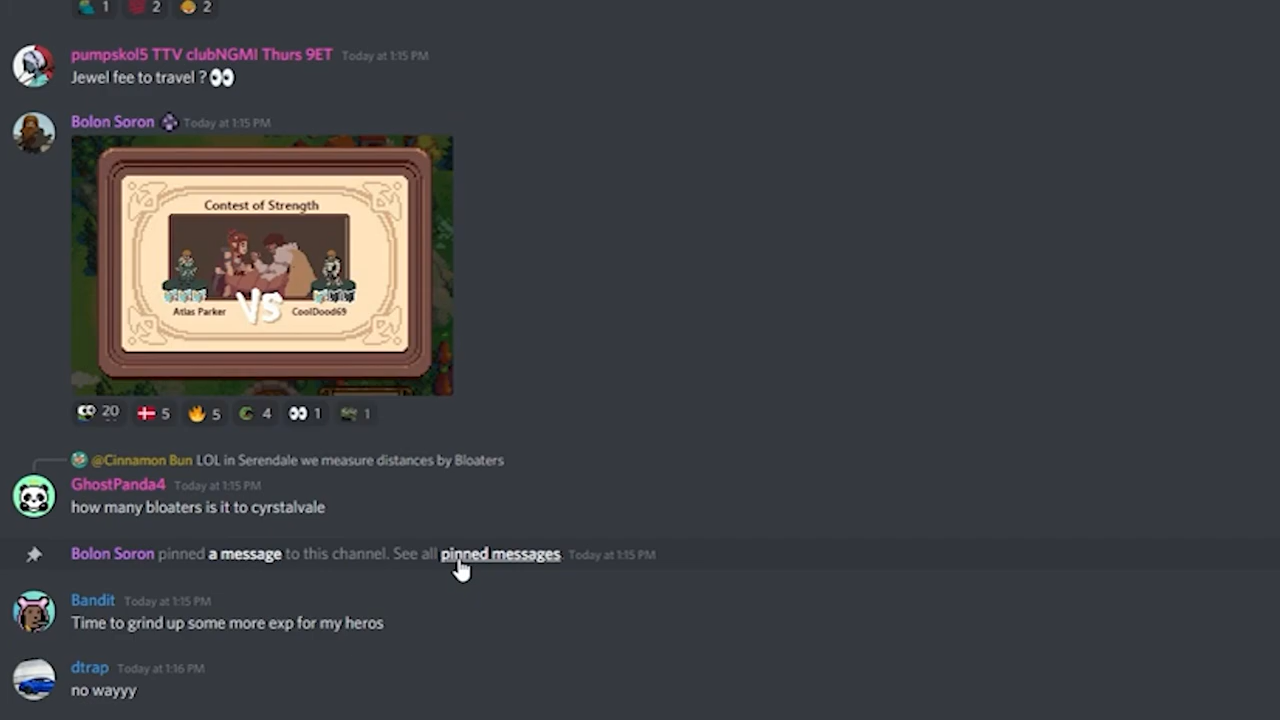 1 2 2
pumpskol5 TTV clubNGMI Thurs 9ET Today at 1:15 PM
Jewel fee to travel ?
Bolon Soron Today at 1:15 PM
Contest of Strength
VS
Atlas Parker CoolDood69
20 5 5 4 1 1
@Cinnamon Bun LOL in Serendale we measure distances by Bloaters
GhostPanda4 Today at 1:15 PM
how many bloaters is it to cyrstalvale
Bolon Soron pinned a message to this channel. See all pinned messages. Today at 1:15 PM
Bandit Today at 1:15 PM
Time to grind up some more exp for my heros
dtrap Today at 1:16 PM
no wayyy